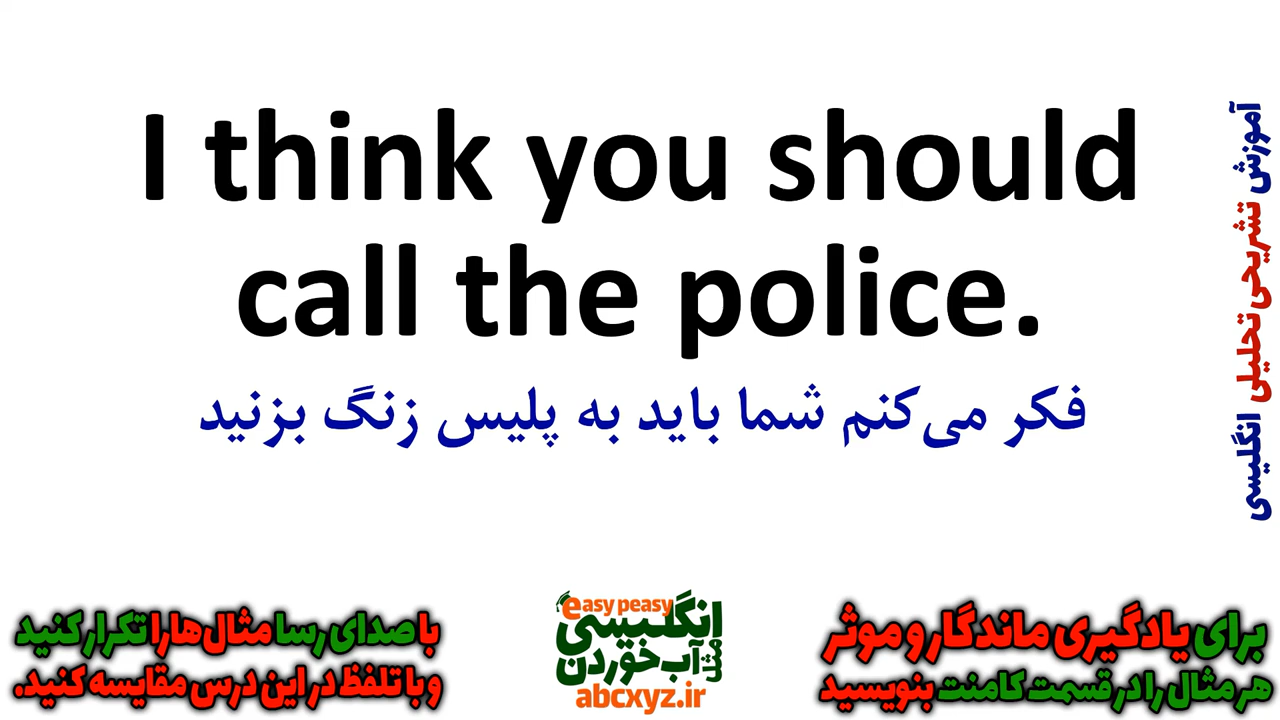 I think you should
call the police.
فکر می‌کنم شما باید به پلیس زنگ بزنید
آموزش تشریحی تحلیلی انگلیسی
برای یادگیری ماندگار و موثر
هر مثال را در قسمت کامنت بنویسید
easy peasy
انگلیسی
مثل آب خوردن
abcxyz.ir
با صدای رسا مثال‌ها را تکرار کنید
و با تلفظ در این درس مقایسه کنید.